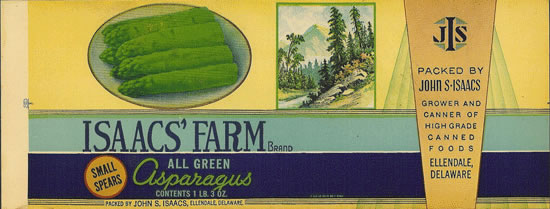 ISAACS' FARM BRAND
SMALL
SPEARS
ALL GREEN
Asparagus
CONTENTS 1 LB. 3 OZ.
PACKED BY JOHN S. ISAACS, ELLENDALE, DELAWARE
JIS
PACKED BY
JOHN S. ISAACS
GROWER AND
CANNER OF
HIGH GRADE
CANNED
FOODS
ELLENDALE,
DELAWARE